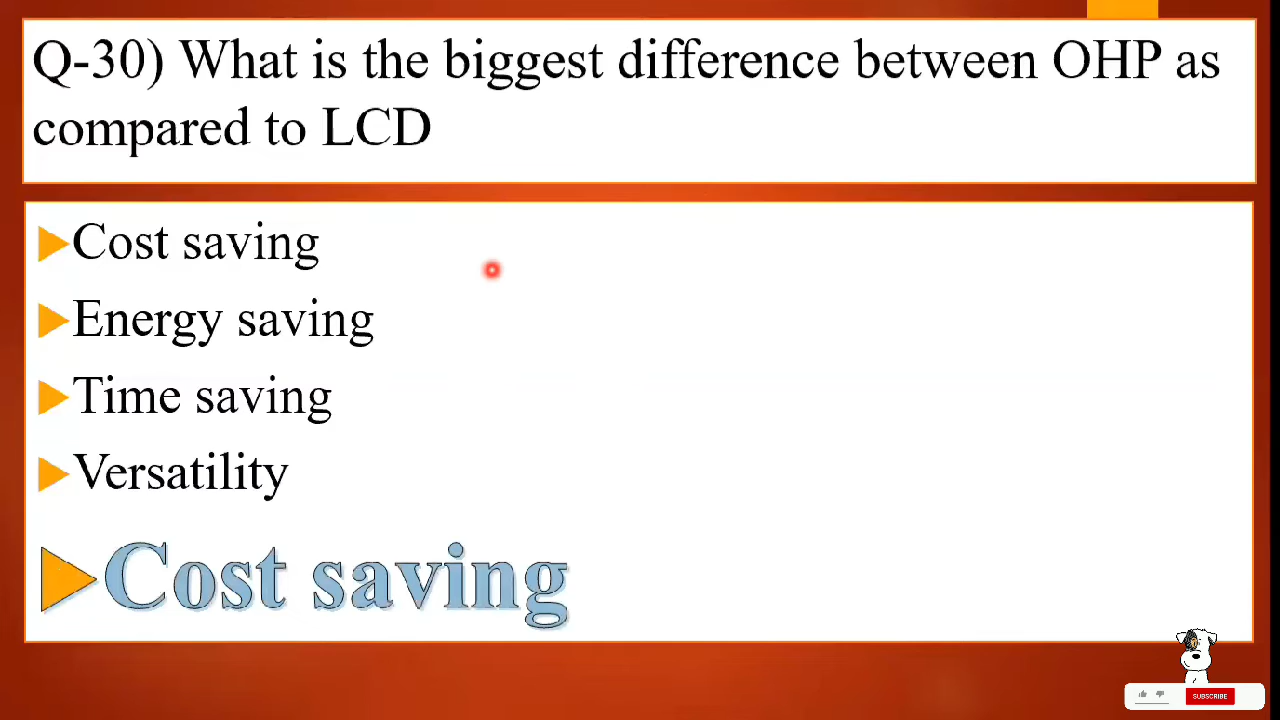 Q-30) What is the biggest difference between OHP as
compared to LCD
Cost saving
Energy saving
Time saving
Versatility
Cost saving
SUBSCRIBE